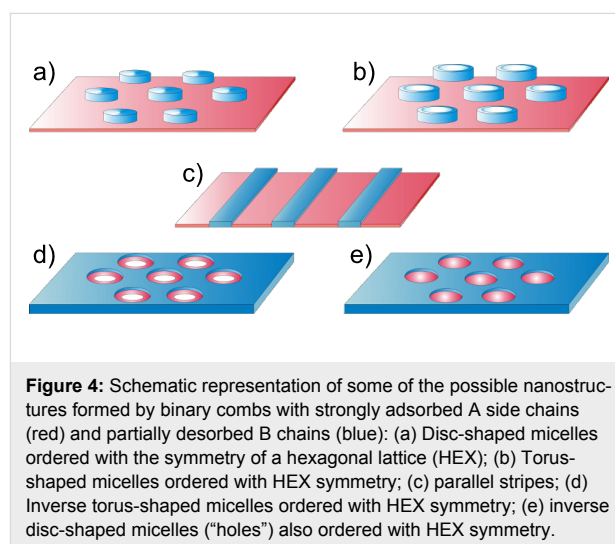 a)
b)
c)
d)
e)
Figure 4: Schematic representation of some of the possible nanostruc-
tures formed by binary combs with strongly adsorbed A side chains
(red) and partially desorbed B chains (blue): (a) Disc-shaped micelles
ordered with the symmetry of a hexagonal lattice (HEX); (b) Torus-
shaped micelles ordered with HEX symmetry; (c) parallel stripes; (d)
Inverse torus-shaped micelles ordered with HEX symmetry; (e) inverse
disc-shaped micelles (“holes”) also ordered with HEX symmetry.